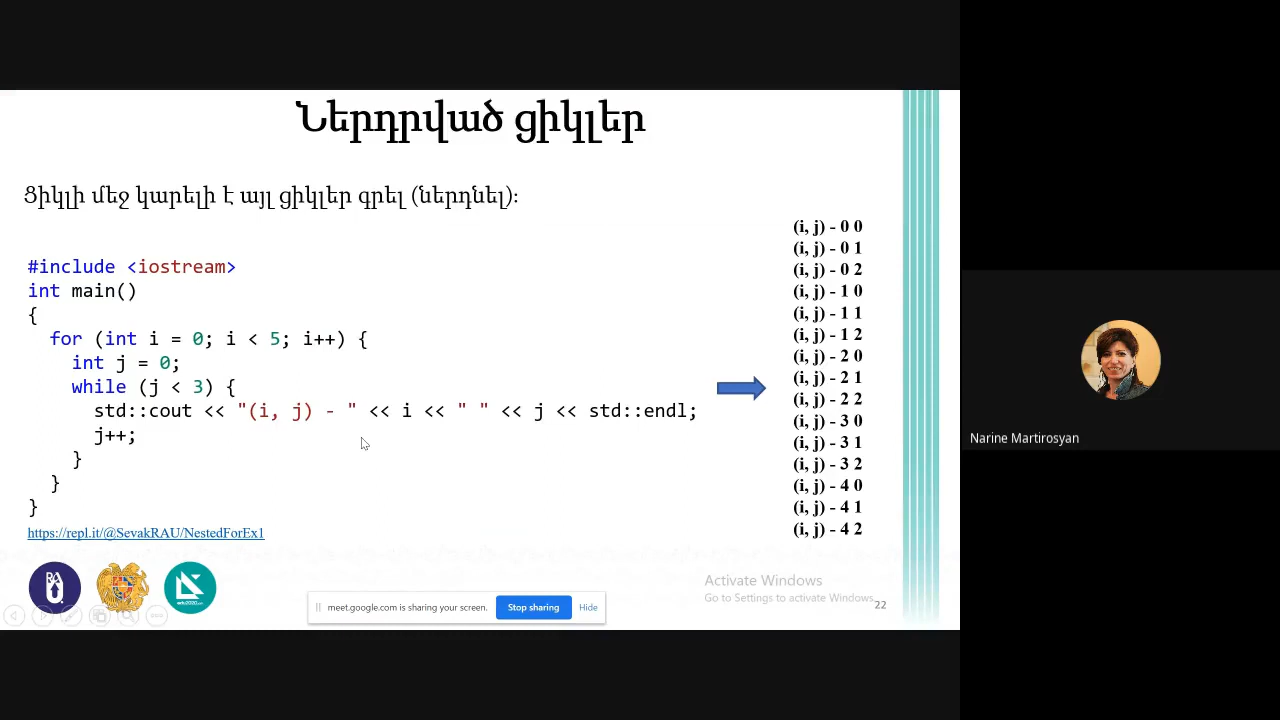 Ներդրված ցիկլեր
Ցիկլի մեջ կարելի է այլ ցիկլեր գրել (ներդնել)։
#include <iostream>
int main()
{
for (int i = 0; i < 5; i++) {
int j = 0;
while (j < 3) {
std::cout << "(i, j) - " << i << " " << j << std::endl;
j++;
}
}
}
https://repl.it/@SevakRAU/NestedForEx1
(i, j) - 0 0
(i, j) - 0 1
(i, j) - 0 2
(i, j) - 1 0
(i, j) - 1 1
(i, j) - 1 2
(i, j) - 2 0
(i, j) - 2 1
(i, j) - 2 2
(i, j) - 3 0
(i, j) - 3 1
(i, j) - 3 2
(i, j) - 4 0
(i, j) - 4 1
(i, j) - 4 2
Activate Windows
Go to Settings to activate Windows.
22
meet.google.com is sharing your screen.
Stop sharing
Hide
Narine Martirosyan